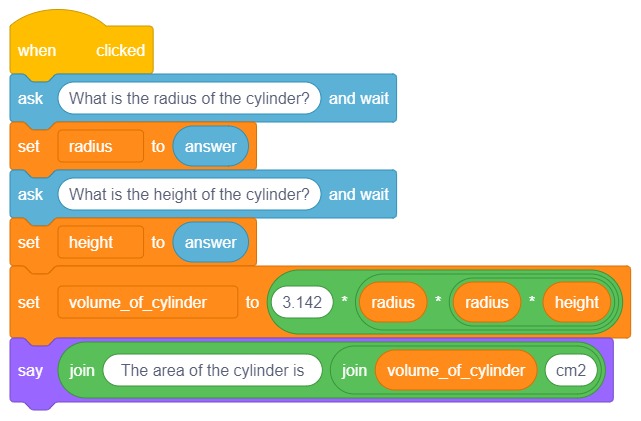 when clicked
ask What is the radius of the cylinder? and wait
set radius to answer
ask What is the height of the cylinder? and wait
set height to answer
set volume_of_cylinder to 3.142 * radius * radius * height
say join The area of the cylinder is join volume_of_cylinder cm2